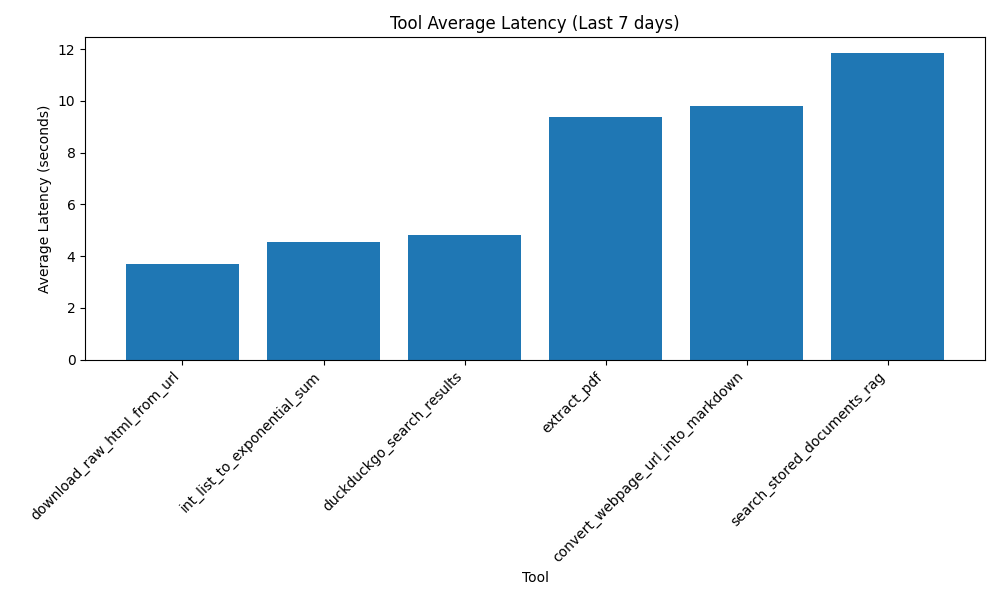 Tool Average Latency (Last 7 days)
Average Latency (seconds)
12
10
8
6
4
2
0
download_raw_html_from_url
int_list_to_exponential_sum
duckduckgo_search_results
extract_pdf
convert_webpage_url_into_markdown
search_stored_documents_rag
Tool